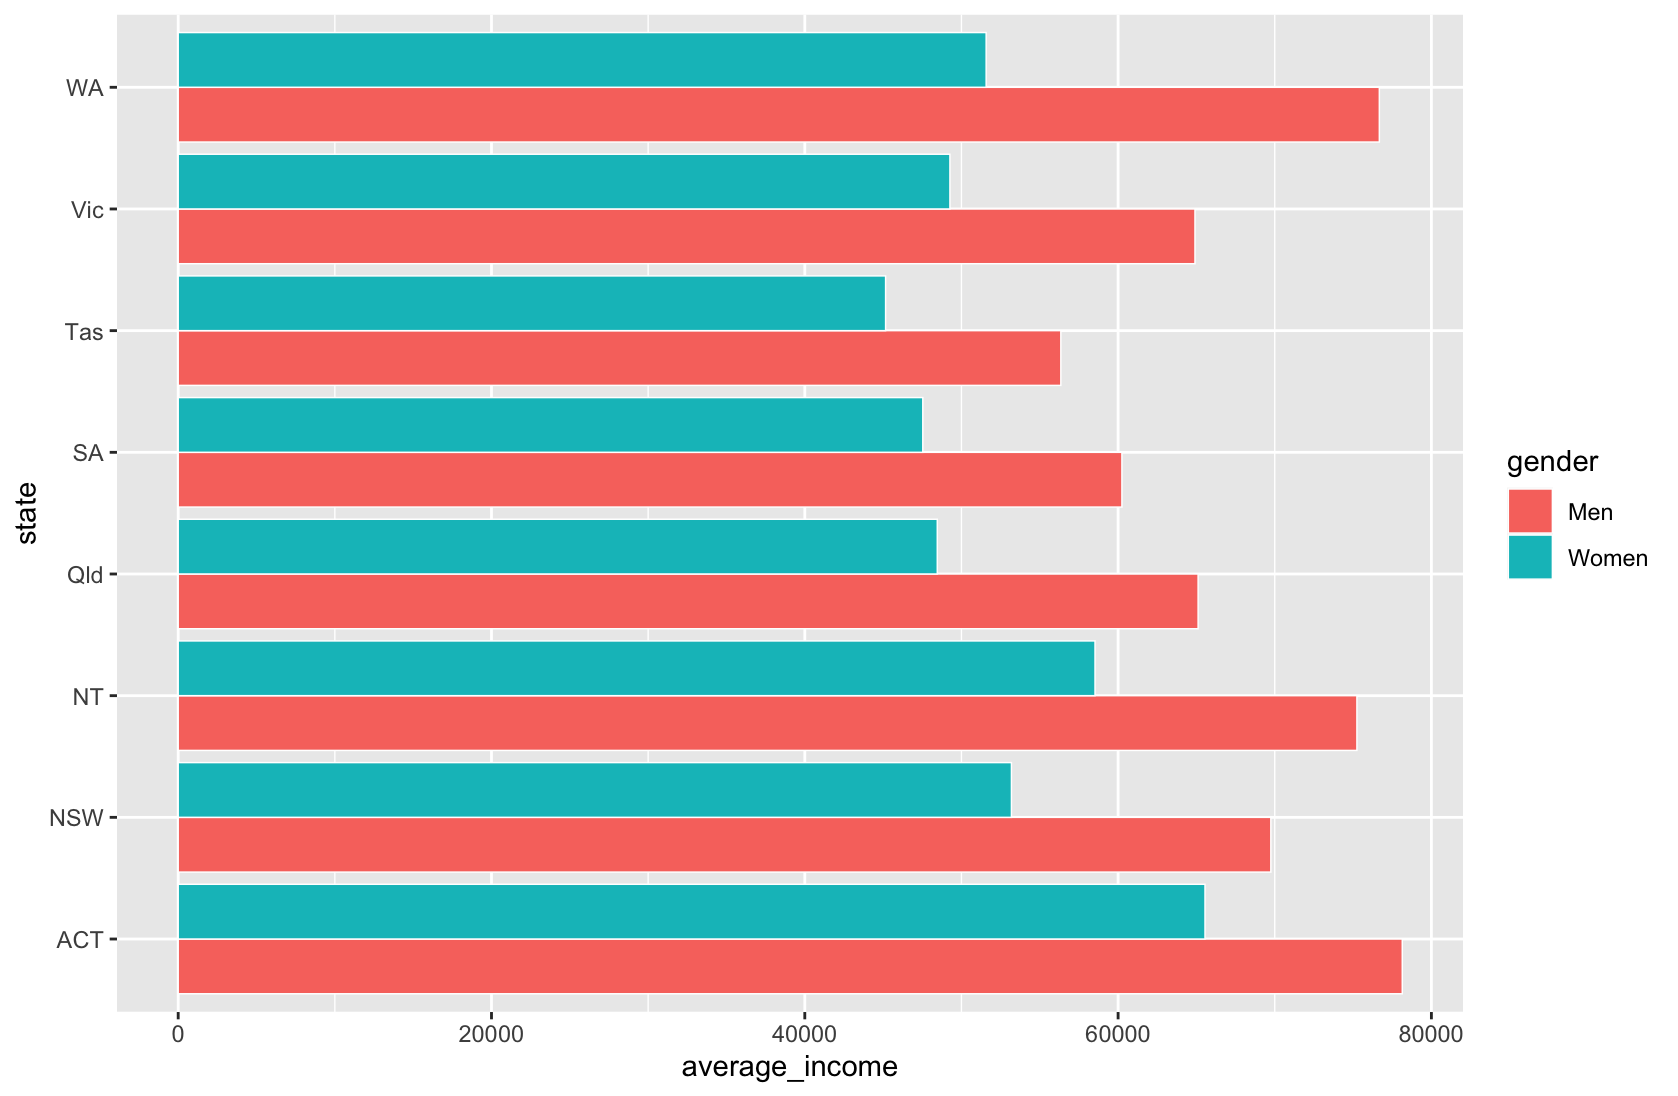 WA
Vic
Tas
SA
Qld
NT
NSW
ACT
state
0 20000 40000 60000 80000
average_income
gender
Men
Women